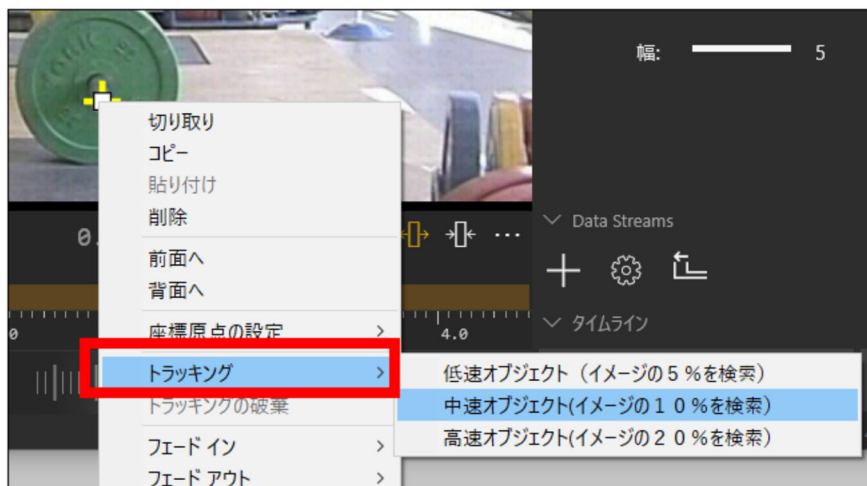 YORK
幅: 5
切り取り
コピー
貼り付け
削除
0.
Data Streams
前面へ
背面へ
タイムライン
座標原点の設定
0
4.0
トラッキング
低速オブジェクト（イメージの５％を検索）
トラッキングの破棄
中速オブジェクト(イメージの１０％を検索)
フェード イン
高速オブジェクト(イメージの２０％を検索)
フェード アウト